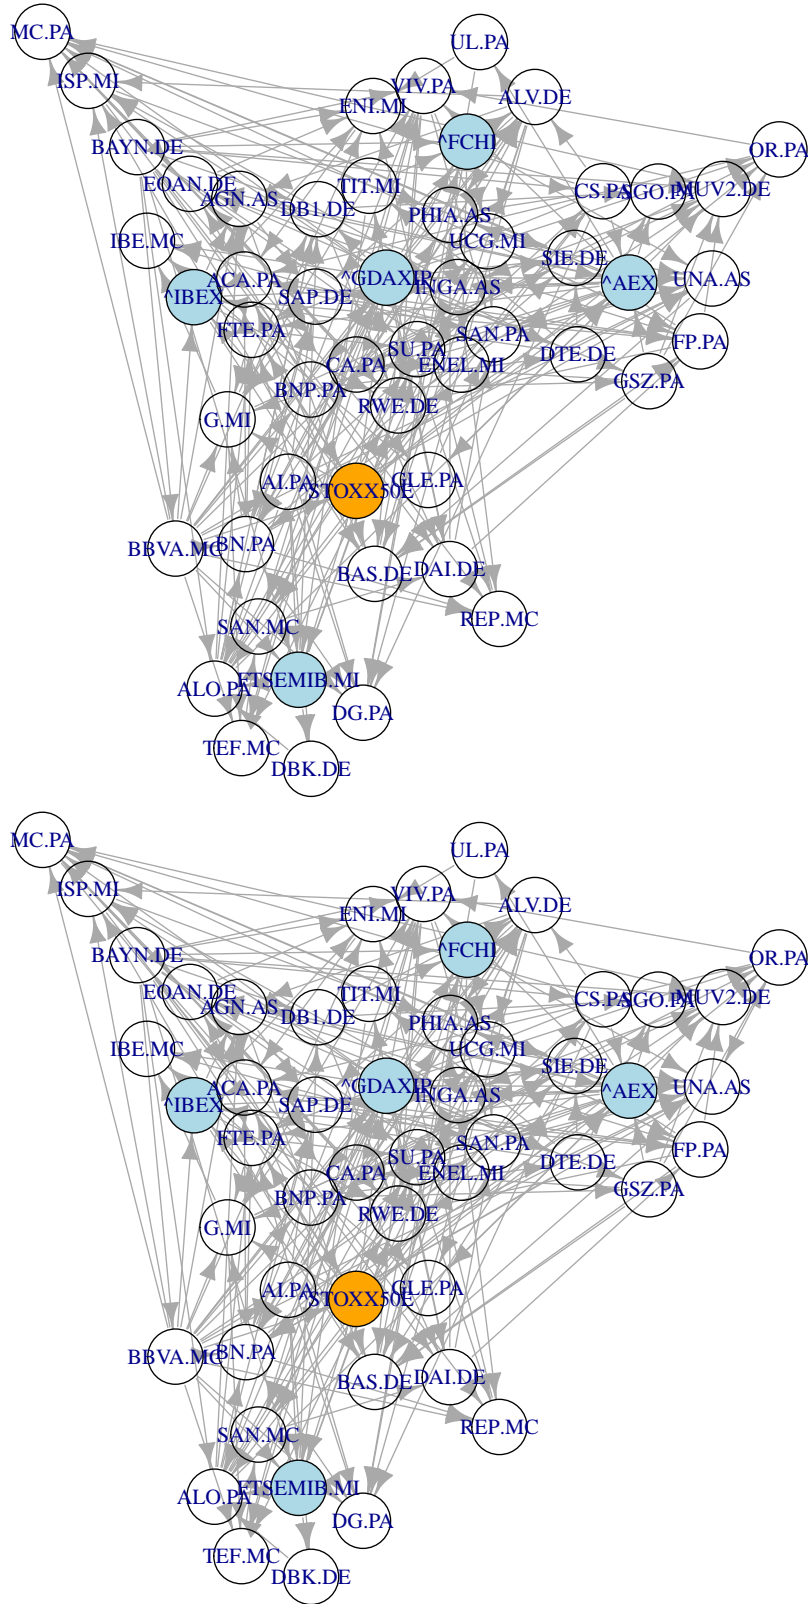 MC.PA
UL.PA
ISP.MI
VIV.PA
ENI.MI
ALV.DE
^FCHI
BAYN.DE
OR.PA
EOAN.DE
AGN.AS
TIT.MI
CS.PA
SGO.PA
MUV2.DE
DB1.DE
PHIA.AS
IBE.MC
UCG.MI
SIE.DE
ACA.PA
^GDAXIP
INGA.AS
^AEX
UNA.AS
^IBEX
SAP.DE
FTE.PA
SAN.PA
SU.PA
FP.PA
DTE.DE
CA.PA
ENEL.MI
GSZ.PA
BNP.PA
RWE.DE
G.MI
AI.PA
^STOXX50E
GLE.PA
BBVA.MC
BN.PA
BAS.DE
DAI.DE
SAN.MC
REP.MC
ALO.PA
FTSEMIB.MI
DG.PA
TEF.MC
DBK.DE
MC.PA
UL.PA
ISP.MI
VIV.PA
ENI.MI
ALV.DE
^FCHI
BAYN.DE
OR.PA
EOAN.DE
AGN.AS
TIT.MI
CS.PA
SGO.PA
MUV2.DE
DB1.DE
PHIA.AS
IBE.MC
UCG.MI
SIE.DE
ACA.PA
^GDAXIP
INGA.AS
^AEX
UNA.AS
^IBEX
SAP.DE
FTE.PA
SAN.PA
SU.PA
FP.PA
DTE.DE
CA.PA
ENEL.MI
GSZ.PA
BNP.PA
RWE.DE
G.MI
AI.PA
^STOXX50E
GLE.PA
BBVA.MC
BN.PA
BAS.DE
DAI.DE
SAN.MC
REP.MC
ALO.PA
FTSEMIB.MI
DG.PA
TEF.MC
DBK.DE